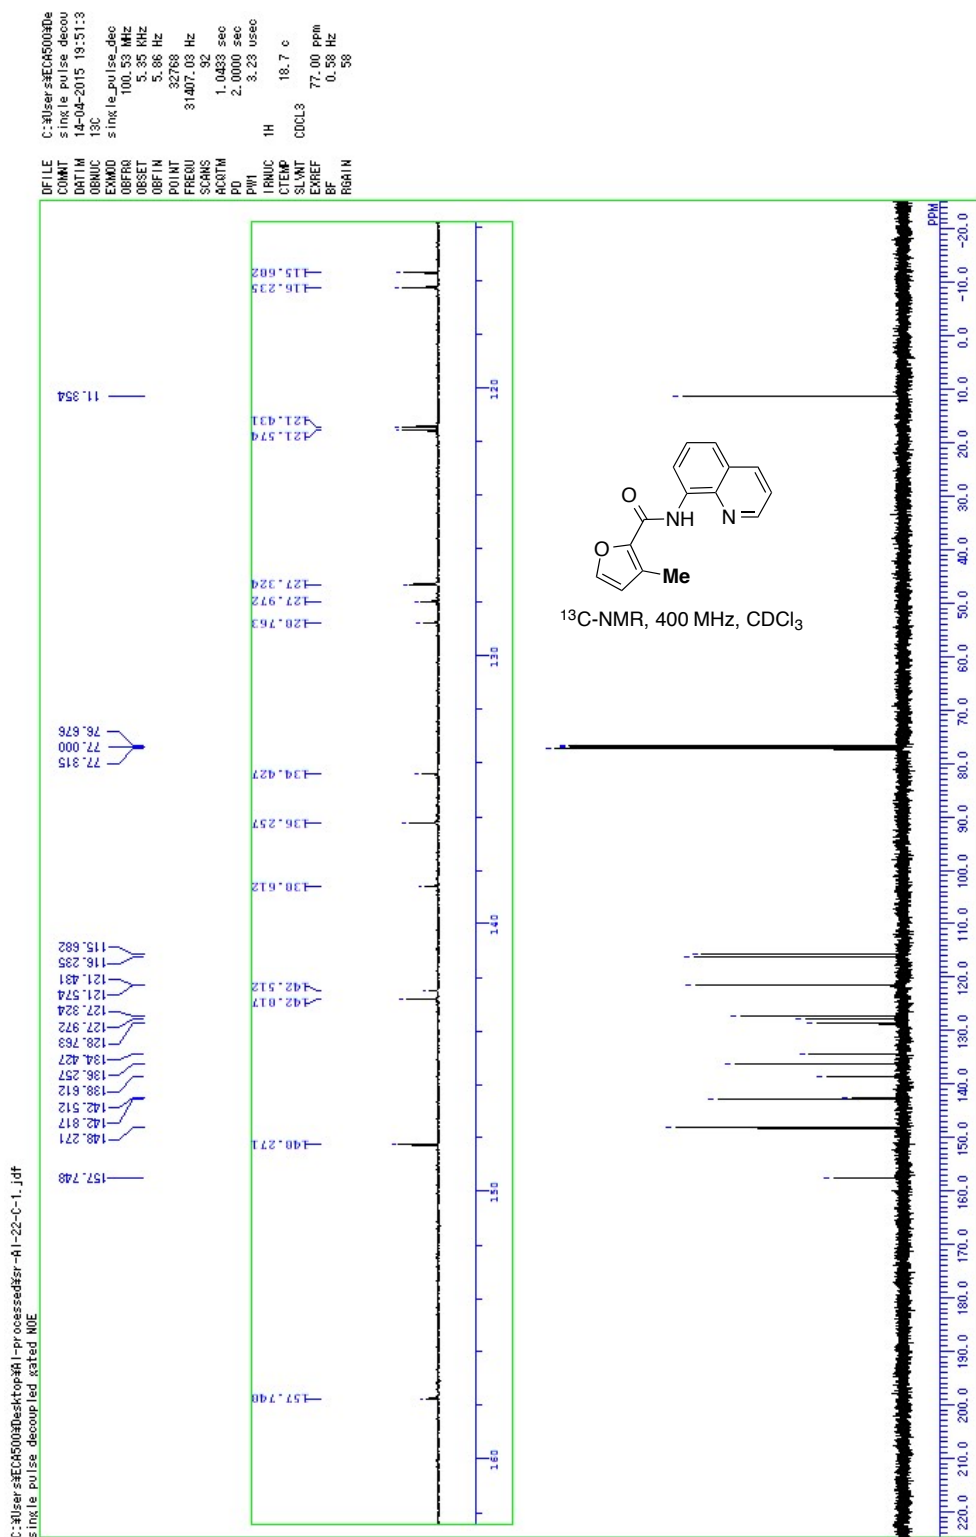 C:¥Users¥ECA500¥Desktop¥AI-processed¥sr-AI-22-C-1.jdf
single pulse decoupled gated NOE
DFILE C:¥Users¥ECA500¥De
COMNT single pulse decou
DATIM 14-04-2015 19:51:3
OBNUC 13C
EXMOD single_pulse_dec
OBFRQ 100.53 MHz
OBSET 5.35 KHz
OBFIN 5.86 Hz
POINT 32768
FREQU 31407.03 Hz
SCANS 92
ACQTM 1.0433 sec
PD 2.0000 sec
PW1 3.23 usec
IRNUC 1H
CTEMP 18.7 c
SLVNT CDCL3
EXREF 77.00 ppm
BF 0.58 Hz
RGAIN 58
157.748
148.271
142.817
142.512
138.612
136.257
134.427
128.763
127.972
127.324
121.574
121.431
116.235
115.682
77.315
77.000
76.676
11.354
157.748
148.271
142.817
142.512
138.612
136.257
134.427
128.763
127.972
127.324
121.574
121.431
116.235
115.682
160
150
140
130
120
O
NH
N
O
Me
13C-NMR, 400 MHz, CDCl3
PPM
220.0
210.0
200.0
190.0
180.0
170.0
160.0
150.0
140.0
130.0
120.0
110.0
100.0
90.0
80.0
70.0
60.0
50.0
40.0
30.0
20.0
10.0
0.0
-10.0
-20.0